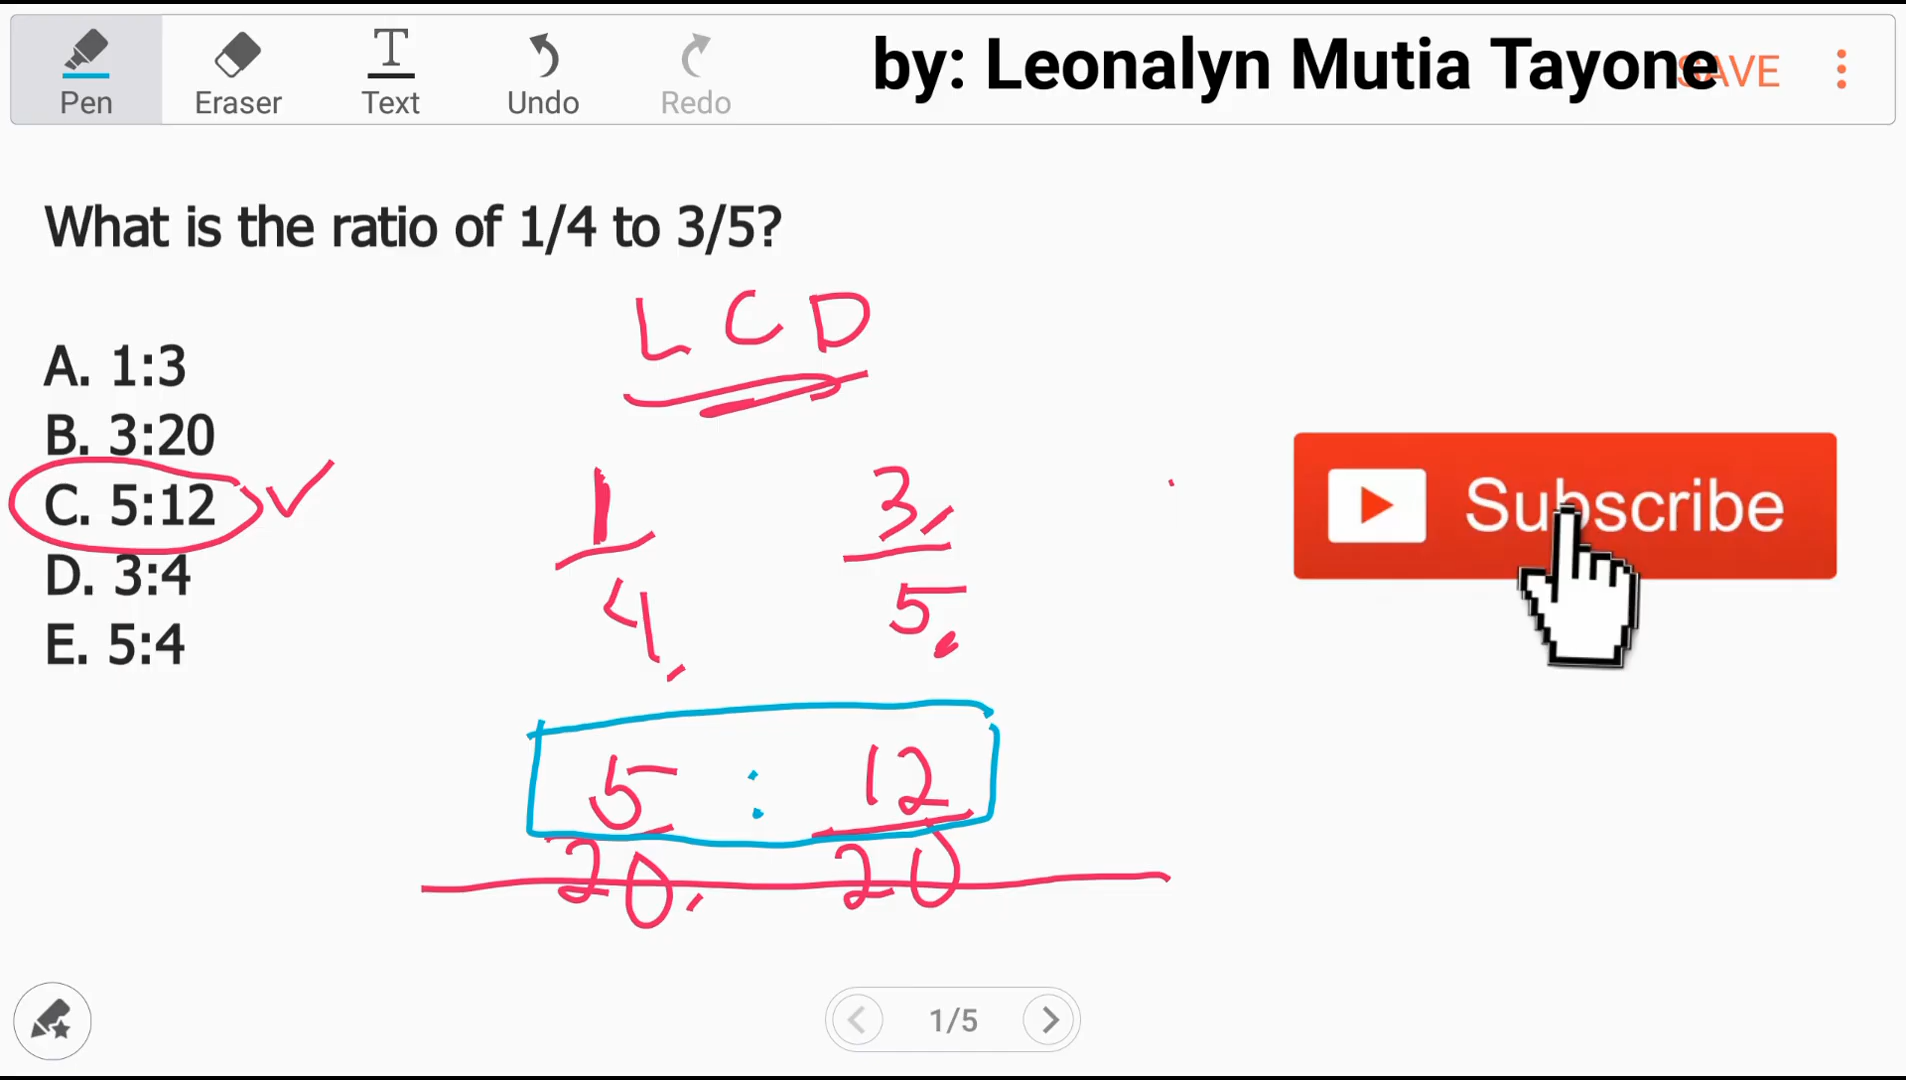 Pen Eraser Text Undo Redo by: Leonalyn Mutia Tayone
What is the ratio of 1/4 to 3/5?
LCD
A. 1:3
B. 3:20
C. 5:12
D. 3:4
E. 5:4
1 3
4 5
Subscribe
5 : 12
20 20
1/5